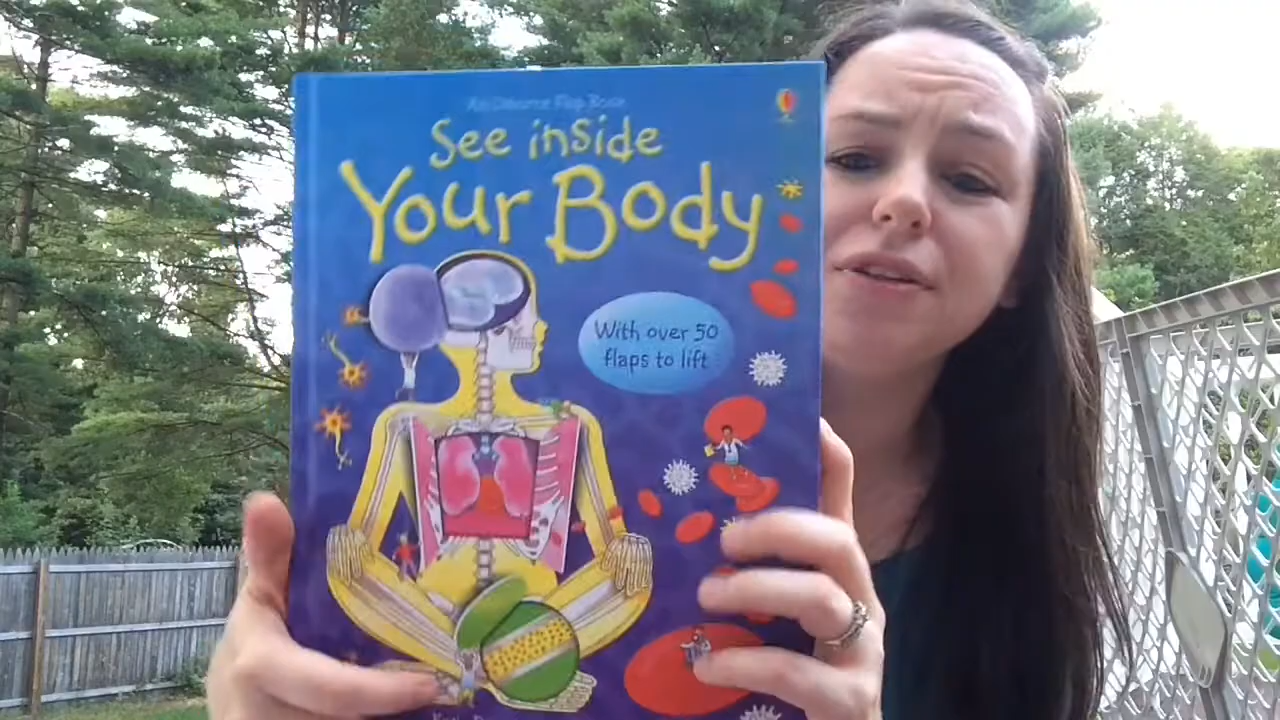 An Usborne Flap Book
See inside
Your Body
With over 50
flaps to lift